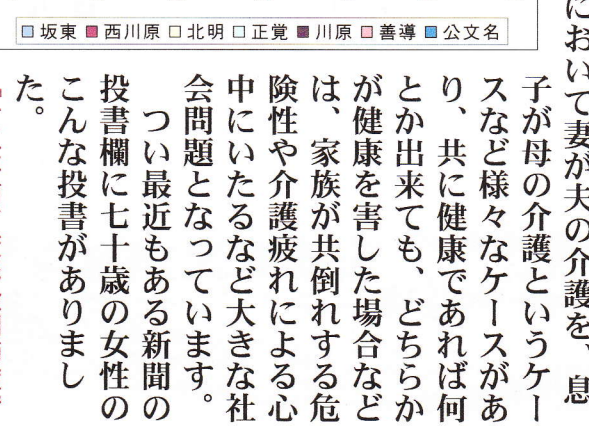 坂東 西川原 北明 正覚 川原 善導 公文名
において妻が夫の介護を、息
子が母の介護というケー
スなど様々なケースがあ
り、共に健康であれば何
とか出来ても、どちらか
が健康を害した場合など
は、家族が共倒れする危
険性や介護疲れによる心
中にいたるなど大きな社
会問題となっています。
つい最近もある新聞の
投書欄に七十歳の女性の
こんな投書がありまし
た。